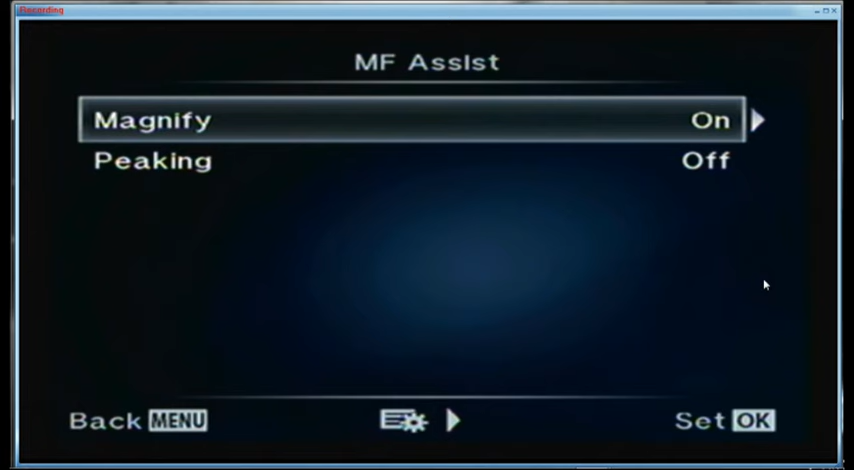 Recording
MF Assist
Magnify On
Peaking Off
Back MENU Set OK